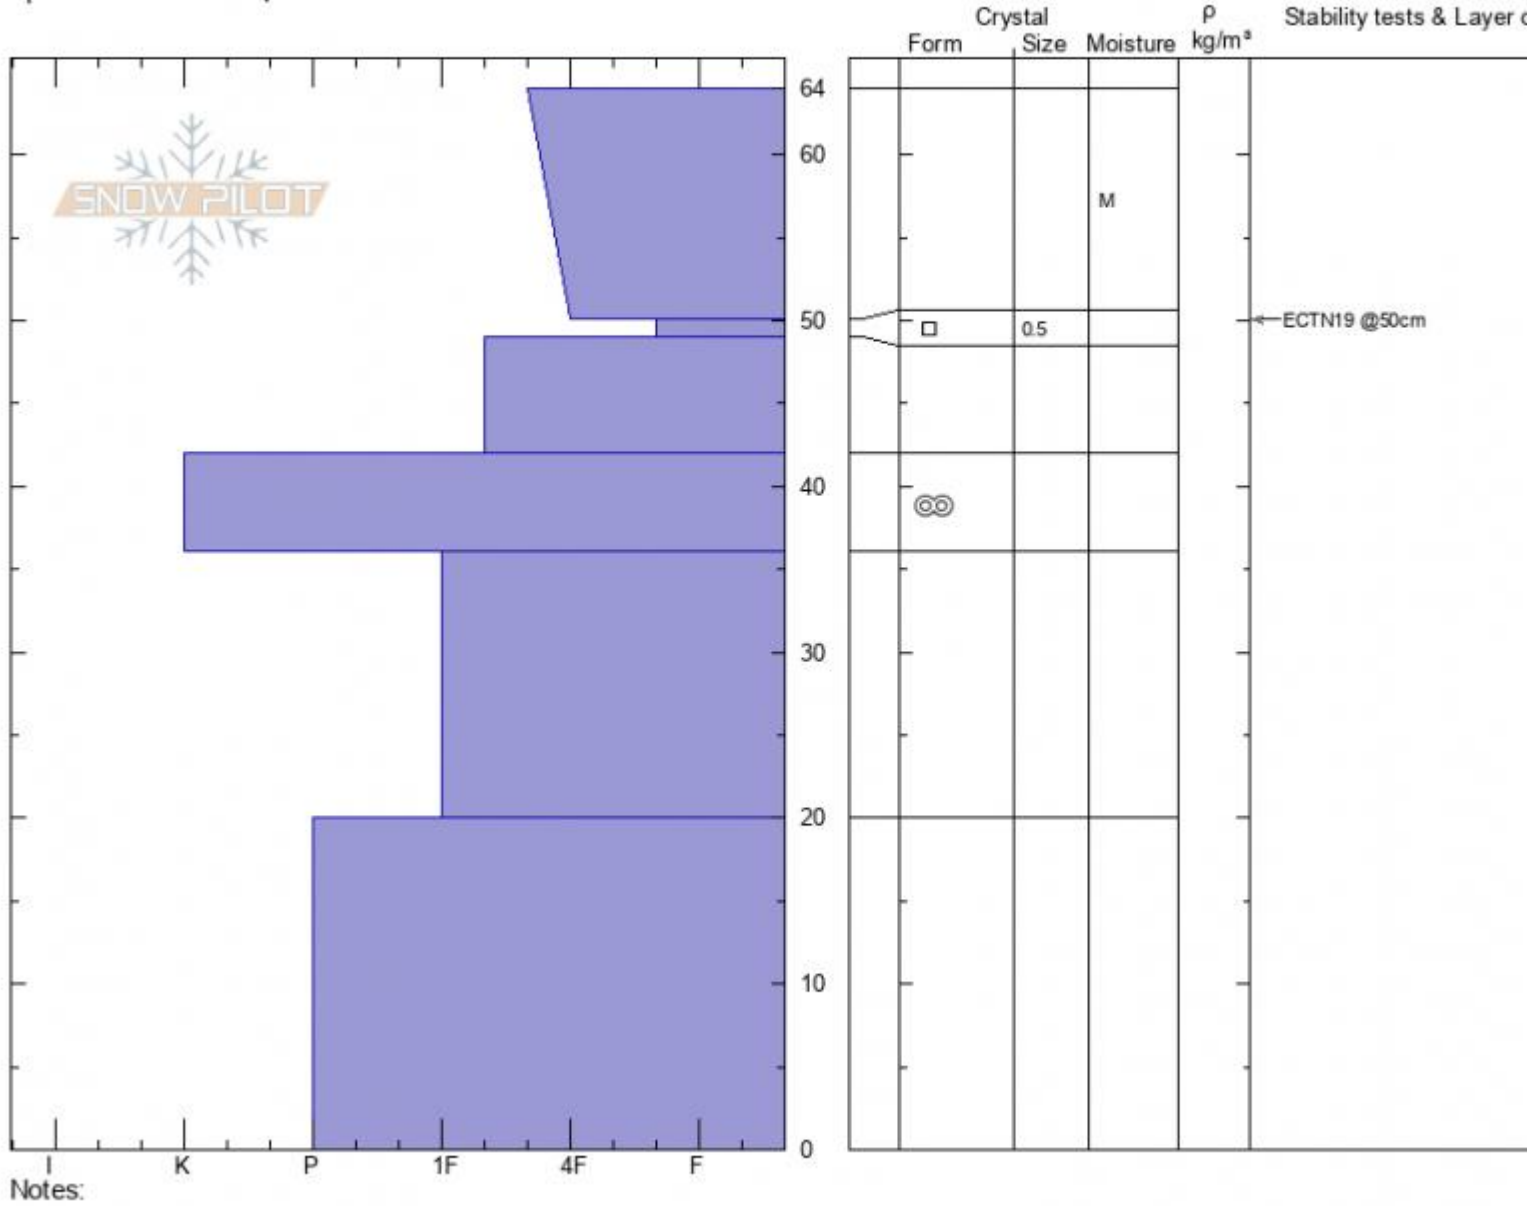 Crystal
ρ
Stability tests & Layer c
Form
Size
Moisture
kg/m³
64
60
50
40
30
20
10
0
SNOW PILOT
M
0.5
ECTN19 @50cm
I K P 1F 4F F
Notes: